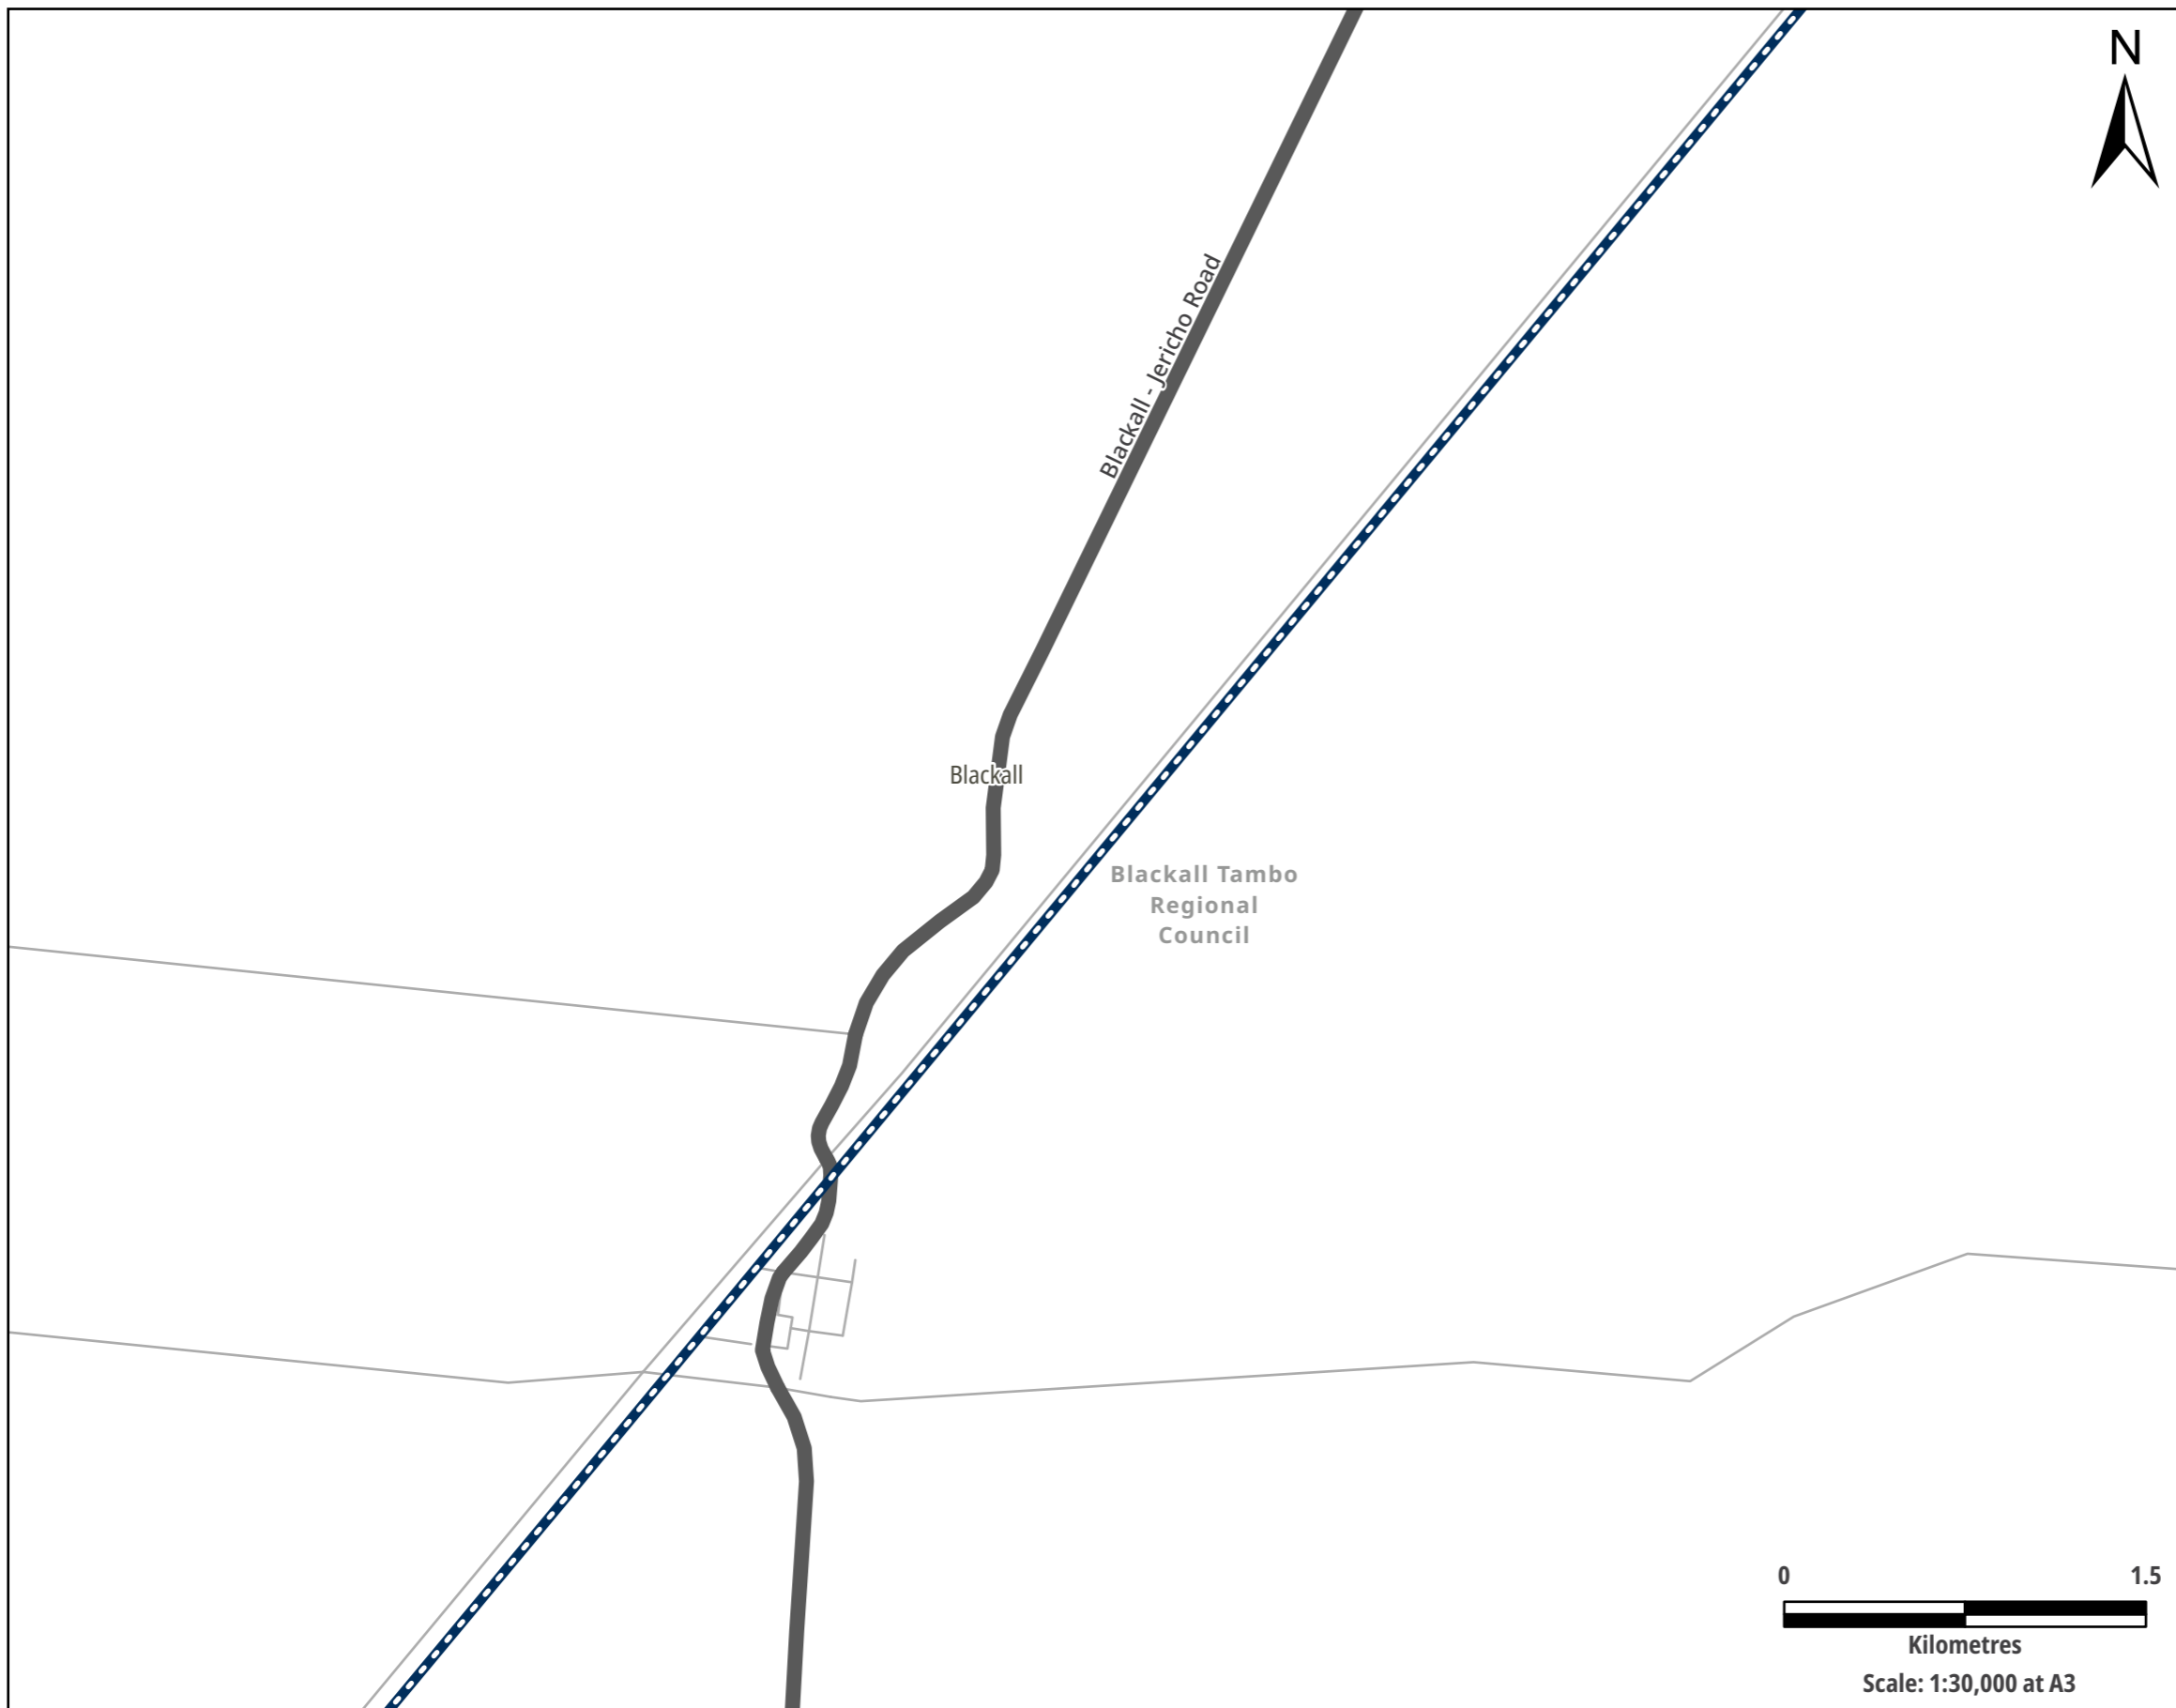 N
Blackall - Jericho Road
Blackall
Blackall Tambo
Regional
Council
0 1.5
Kilometres
Scale: 1:30,000 at A3